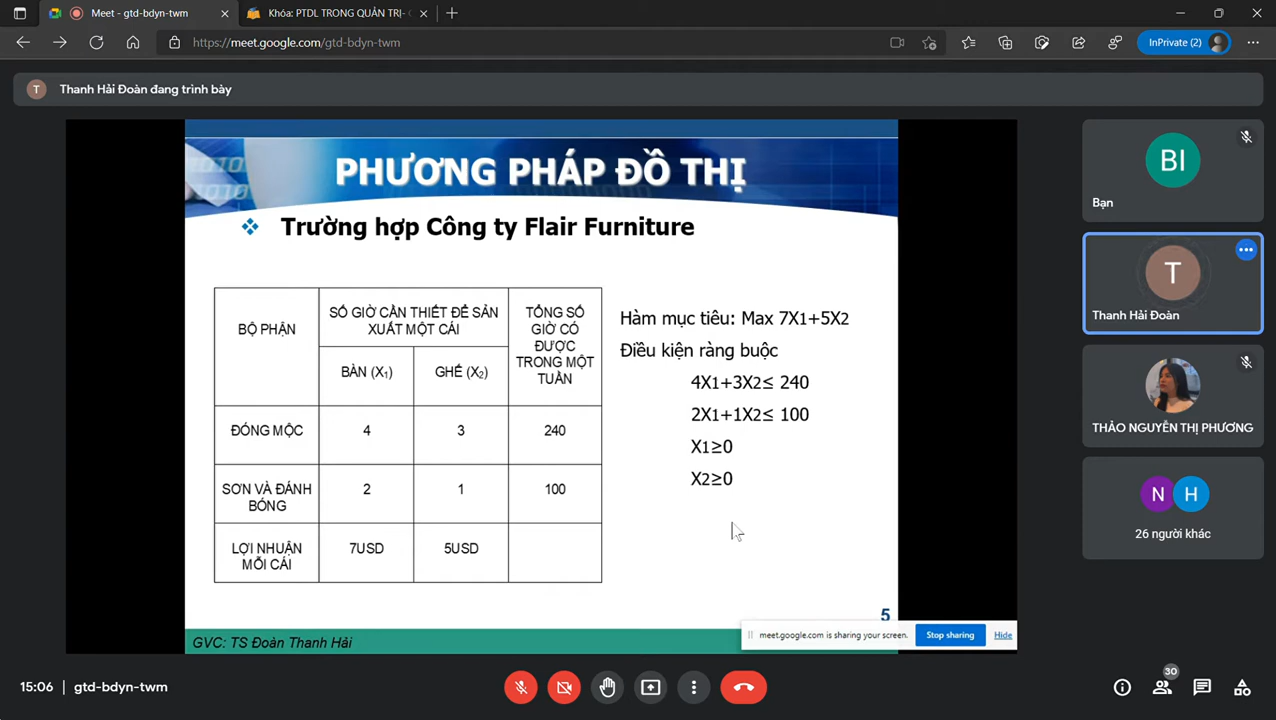 Meet - gtd-bdyn-twm
Khóa: PTDL TRONG QUẢN TRỊ-
https://meet.google.com/gtd-bdyn-twm
InPrivate (2)
T
Thanh Hải Đoàn đang trình bày
PHƯƠNG PHÁP ĐỒ THỊ
Trường hợp Công ty Flair Furniture
BỘ PHẬN
SỐ GIỜ CẦN THIẾT ĐỂ SẢN
XUẤT MỘT CÁI
TỔNG SỐ
GIỜ CÓ
ĐƯỢC
TRONG MỘT
TUẦN
BÀN (X₁)
GHẾ (X₂)
ĐÓNG MỘC
4
3
240
SƠN VÀ ĐÁNH
BÓNG
2
1
100
LỢI NHUẬN
MỖI CÁI
7USD
5USD
Hàm mục tiêu: Max 7X1+5X2
Điều kiện ràng buộc
4X1+3X2≤ 240
2X1+1X2≤ 100
X1≥0
X2≥0
5
GVC: TS Đoàn Thanh Hải
meet.google.com is sharing your screen.
Stop sharing
Hide
BI
Bạn
T
Thanh Hải Đoàn
THẢO NGUYỄN THỊ PHƯƠNG
N
H
26 người khác
15:06 | gtd-bdyn-twm
30